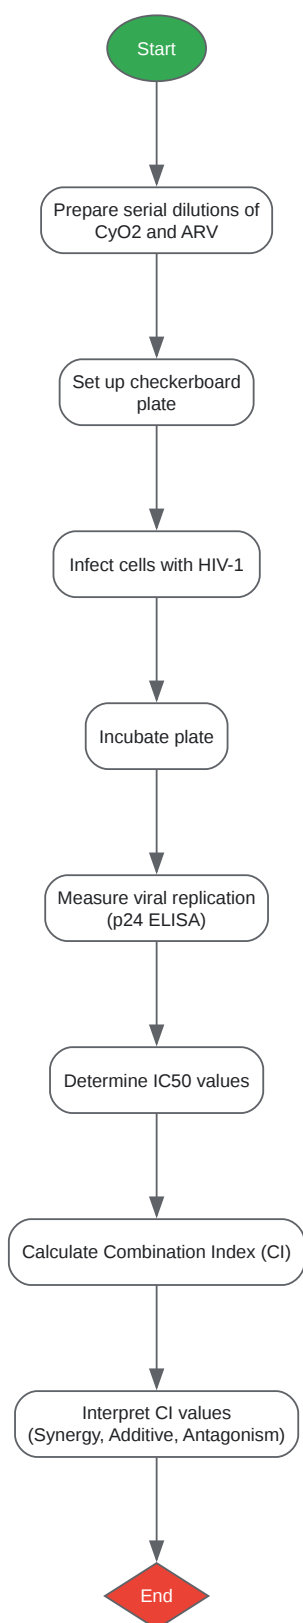 Start
Prepare serial dilutions of
CyO2 and ARV
Set up checkerboard
plate
Infect cells with HIV-1
Incubate plate
Measure viral replication
(p24 ELISA)
Determine IC50 values
Calculate Combination Index (CI)
Interpret CI values
(Synergy, Additive, Antagonism)
End